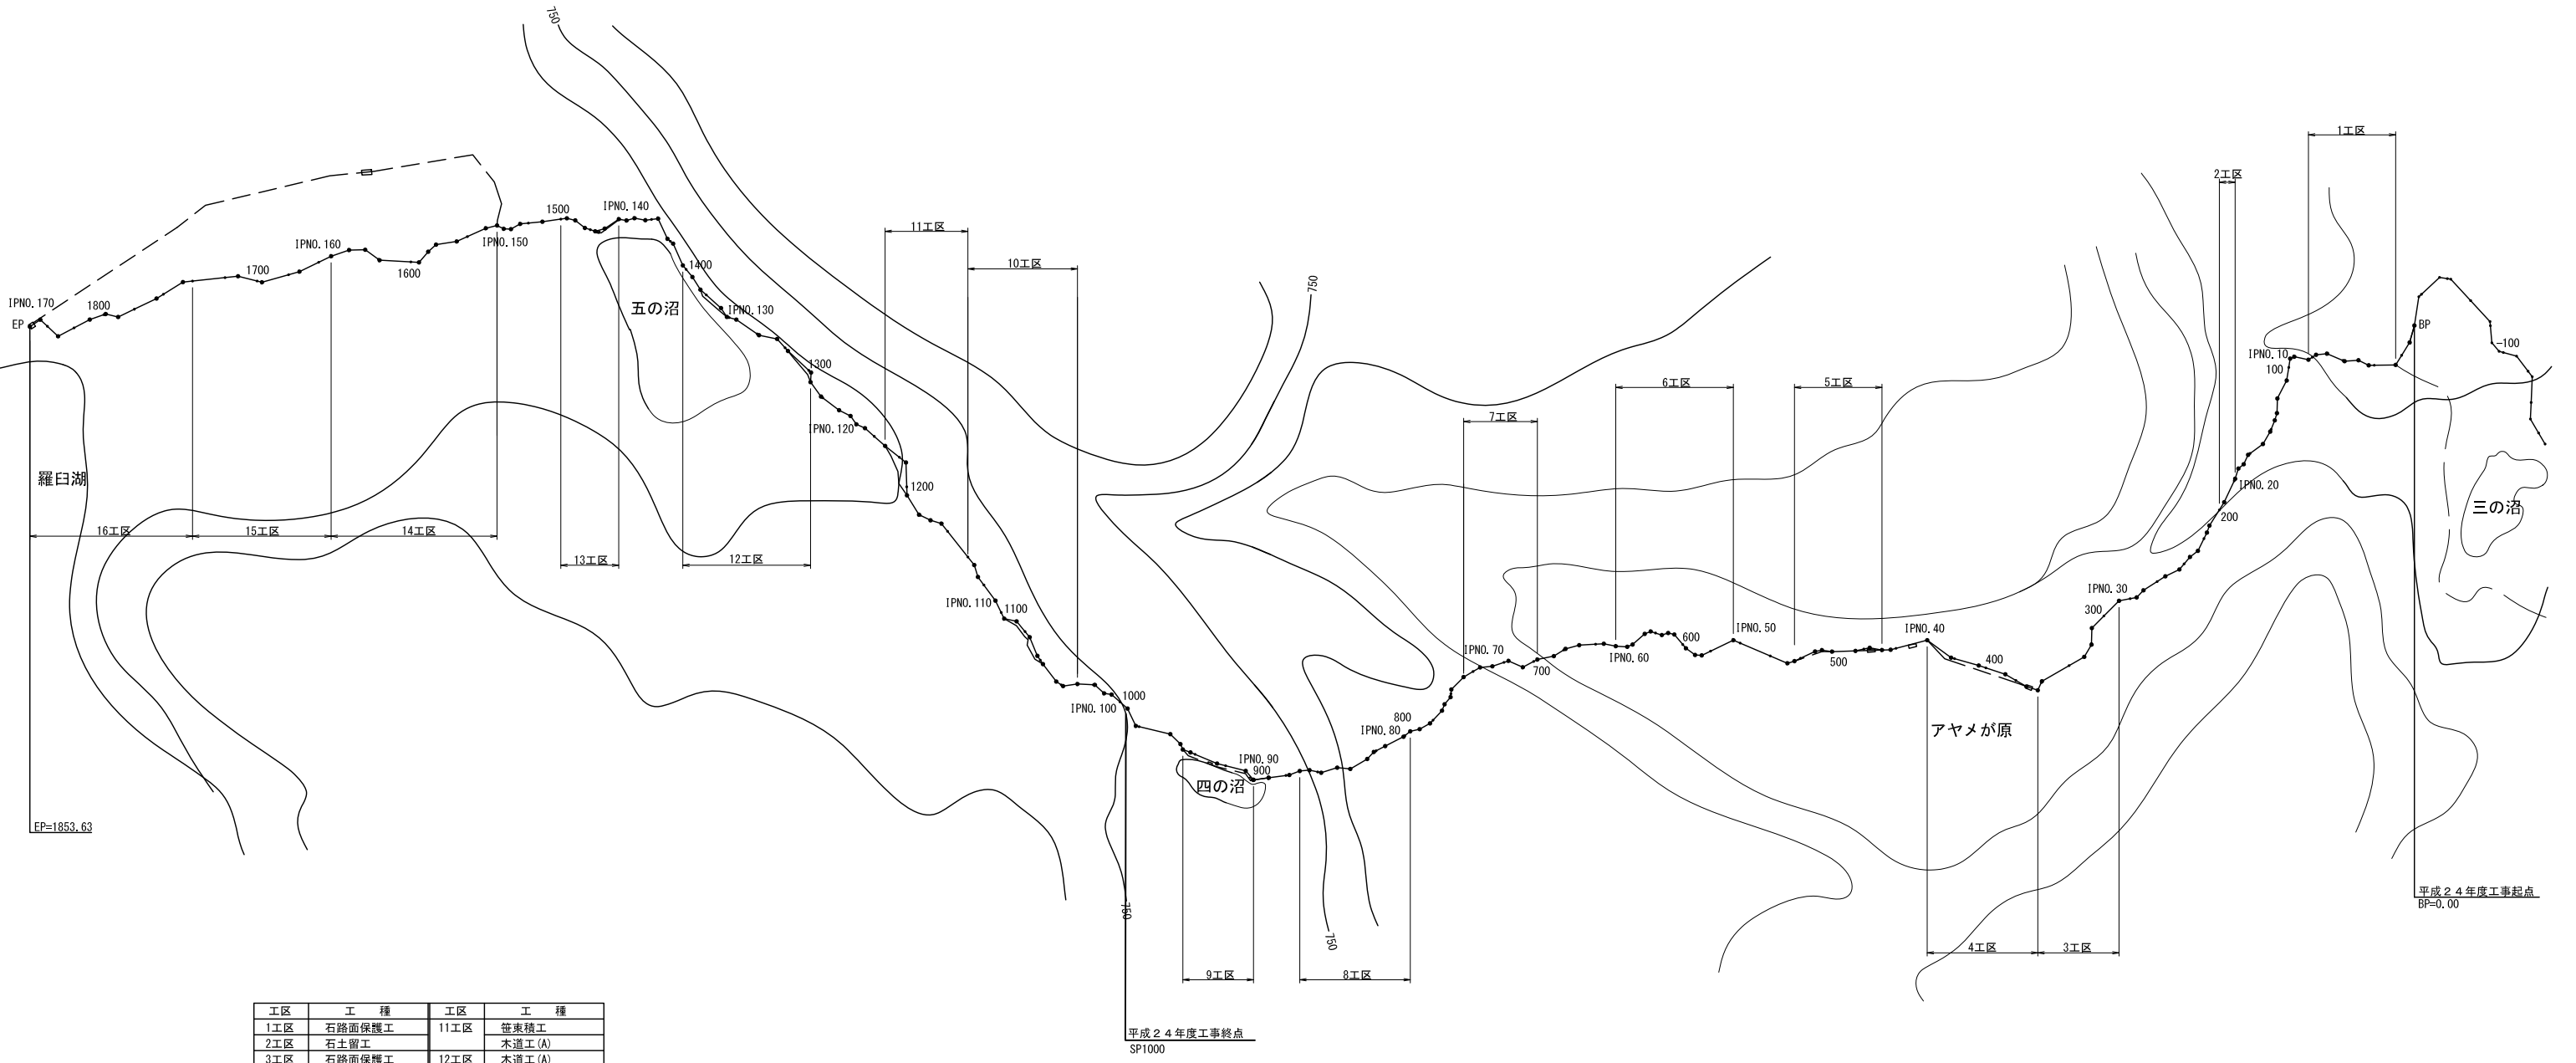 750
1工区
2工区
1500
IPNO.140
11工区
IPNO.160
IPNO.150
1700
1600
1400
10工区
750
IPNO.170
1800
EP
五の沼
IPNO.130
BP
-100
IPNO.10
100
1300
6工区
5工区
7工区
IPNO.120
羅臼湖
1200
IPNO.20
200
三の沼
16工区
15工区
14工区
13工区
12工区
IPNO.110
1100
IPNO.30
300
IPNO.40
IPNO.50
600
IPNO.60
IPNO.70
700
500
400
1000
IPNO.100
800
IPNO.80
アヤメが原
IPNO.90
900
四の沼
EP=1853.63
平成24年度工事起点
BP=0.00
750
750
4工区
3工区
9工区
8工区
平成24年度工事終点
SP1000
工区 工種 工区 工種
1工区 石路面保護工 11工区 笹束積工
2工区 石土留工 木道工(A)
3工区 石路面保護工 12工区 木道工(A)